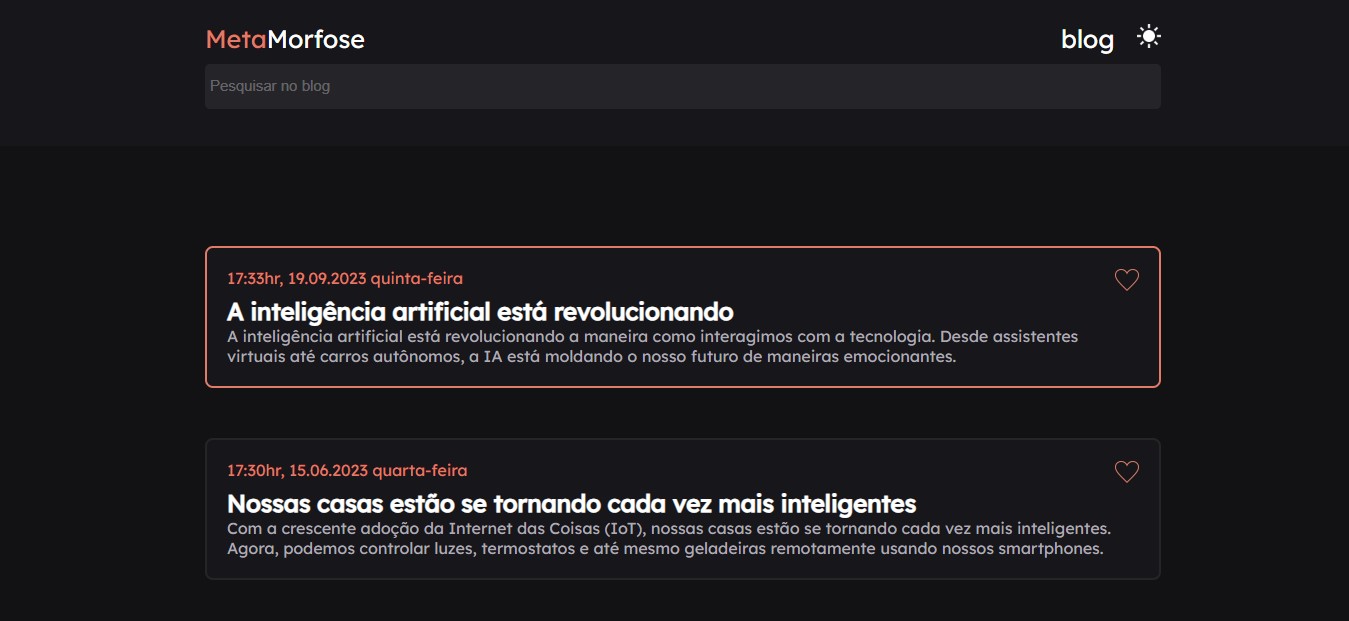 MetaMorfose
blog
Pesquisar no blog
17:33hr, 19.09.2023 quinta-feira
A inteligência artificial está revolucionando
A inteligência artificial está revolucionando a maneira como interagimos com a tecnologia. Desde assistentes
virtuais até carros autônomos, a IA está moldando o nosso futuro de maneiras emocionantes.
17:30hr, 15.06.2023 quarta-feira
Nossas casas estão se tornando cada vez mais inteligentes
Com a crescente adoção da Internet das Coisas (IoT), nossas casas estão se tornando cada vez mais inteligentes.
Agora, podemos controlar luzes, termostatos e até mesmo geladeiras remotamente usando nossos smartphones.